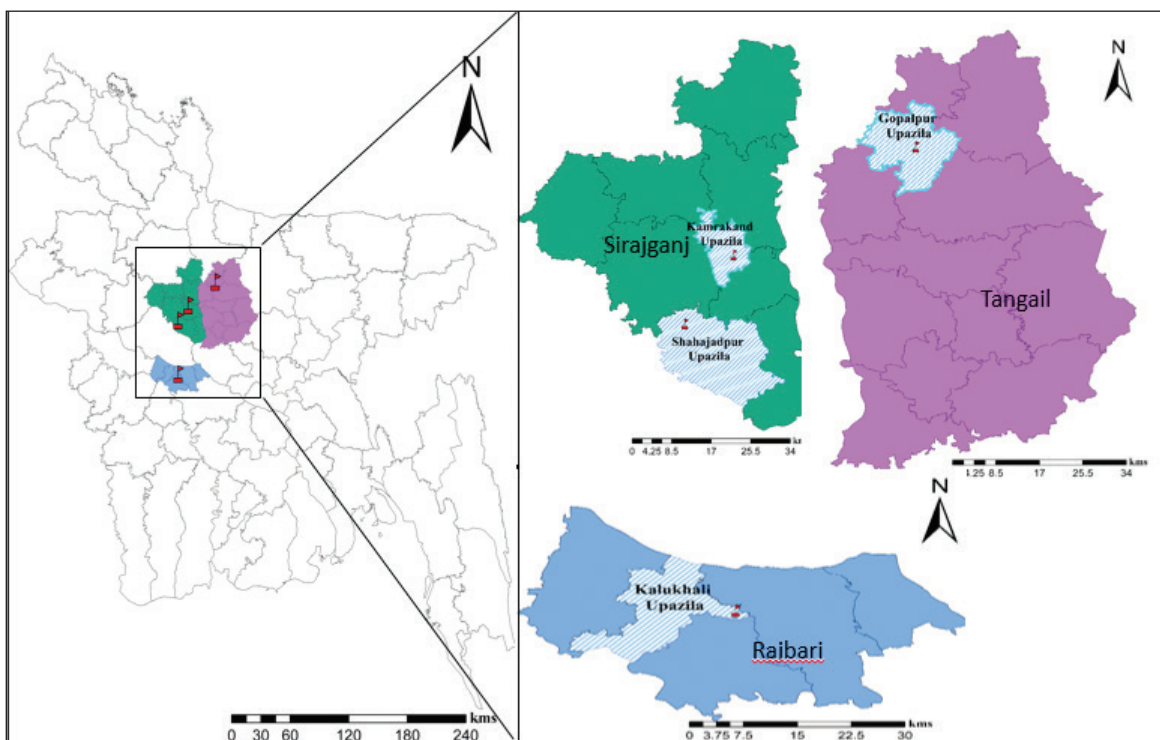 N
kms
0 30 60 120 180 240
Sirajganj
Kamrakand
Upazila
Shahajadpur
Upazila
0 4.25 8.5 17 25.5 34
N
Gopalpur
Upazila
Tangail
kms
1.25 8.5 17 25.5 34
N
Kalukhali
Upazila
Rajbari
kms
0 3.75 7.5 15 22.5 30